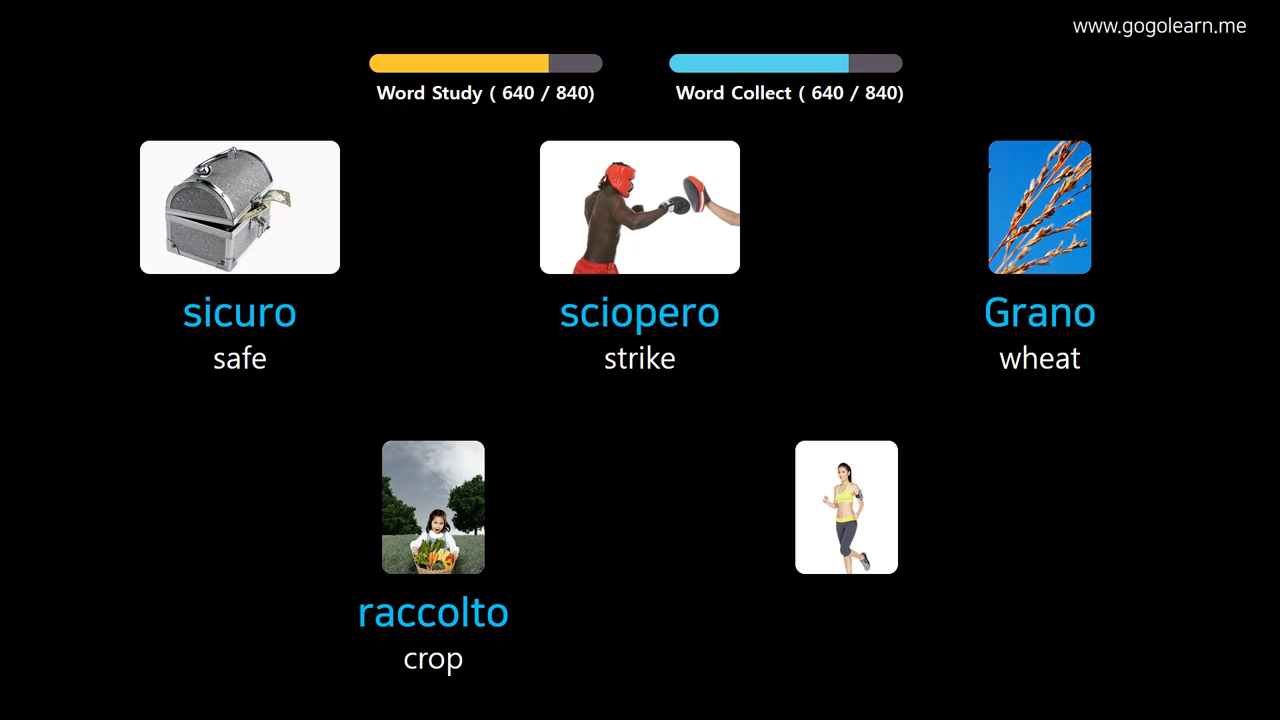 www.gogolearn.me
Word Study ( 640 / 840)
Word Collect ( 640 / 840)
sicuro
safe
sciopero
strike
Grano
wheat
raccolto
crop